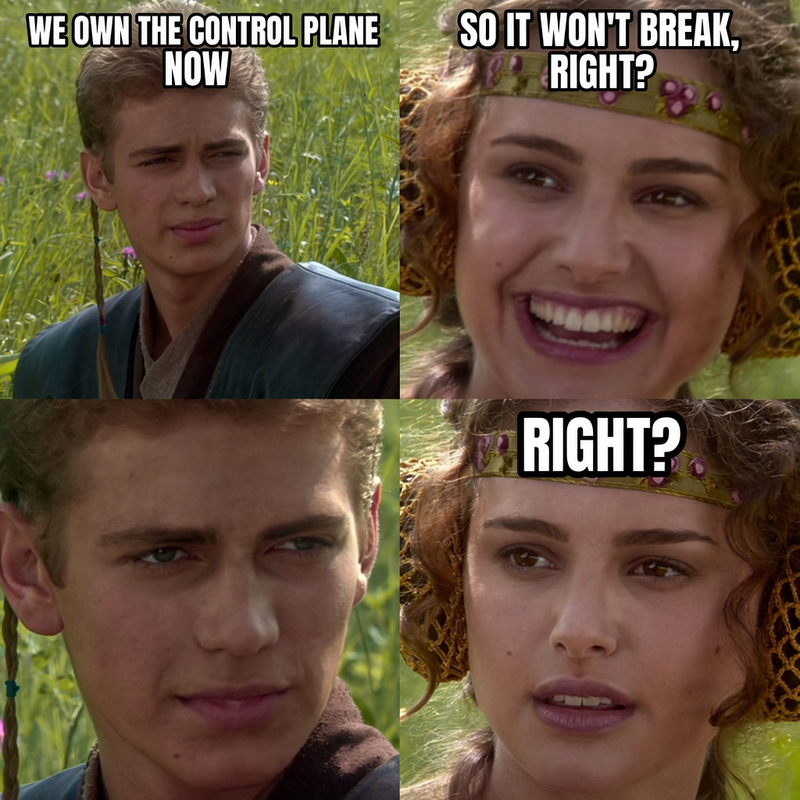 WE OWN THE CONTROL PLANE
NOW
SO IT WON'T BREAK,
RIGHT?
RIGHT?